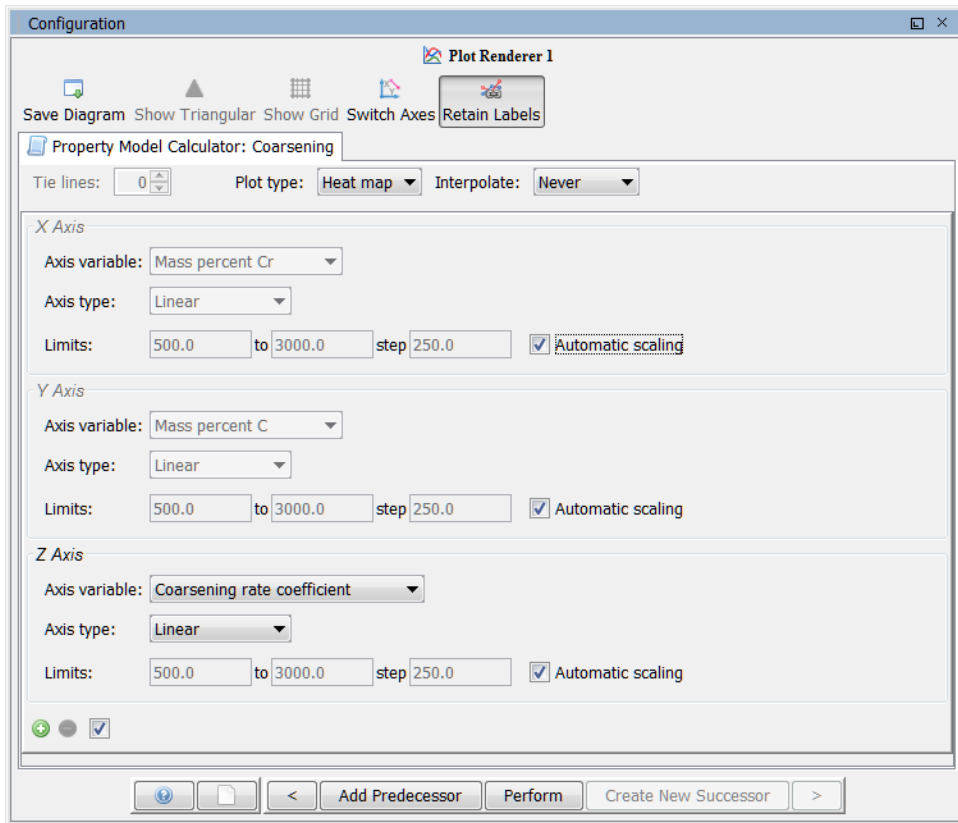 Configuration
Plot Renderer 1
Save Diagram Show Triangular Show Grid Switch Axes Retain Labels
Property Model Calculator: Coarsening
Tie lines: 0 Plot type: Heat map Interpolate: Never
X Axis
Axis variable: Mass percent Cr
Axis type: Linear
Limits: 500.0 to 3000.0 step 250.0 Automatic scaling
Y Axis
Axis variable: Mass percent C
Axis type: Linear
Limits: 500.0 to 3000.0 step 250.0 Automatic scaling
Z Axis
Axis variable: Coarsening rate coefficient
Axis type: Linear
Limits: 500.0 to 3000.0 step 250.0 Automatic scaling
? < Add Predecessor Perform Create New Successor >